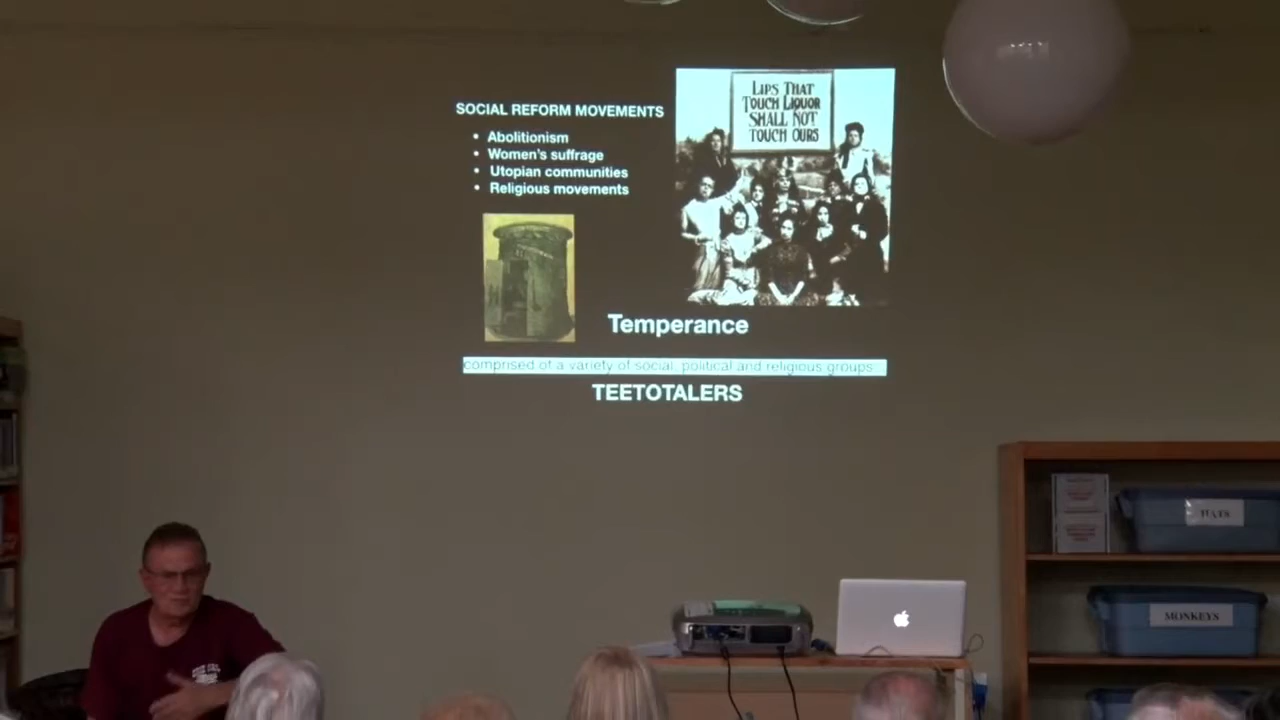 SOCIAL REFORM MOVEMENTS
• Abolitionism
• Women's suffrage
• Utopian communities
• Religious movements
LIPS THAT
TOUCH LIQUOR
SHALL NOT
TOUCH OURS
Temperance
comprised of a variety of social, political and religious groups
TEETOTALERS
HATS
MONKEYS